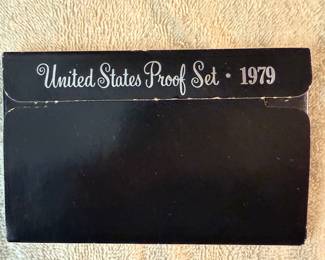 United States Proof Set · 1979